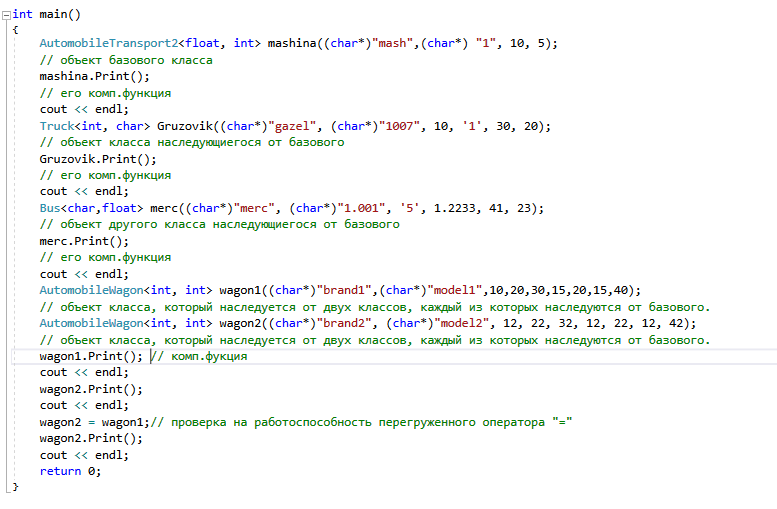 int main()
{
AutomobileTransport2<float, int> mashina((char*)"mash",(char*) "1", 10, 5);
// объект базового класса
mashina.Print();
// его комп.функция
cout << endl;
Truck<int, char> Gruzovik((char*)"gazel", (char*)"1007", 10, '1', 30, 20);
// объект класса наследующиегося от базового
Gruzovik.Print();
// его комп.функция
cout << endl;
Bus<char,float> merc((char*)"merc", (char*)"1.001", '5', 1.2233, 41, 23);
// объект другого класса наследующиегося от базового
merc.Print();
// его комп.функция
cout << endl;
AutomobileWagon<int, int> wagon1((char*)"brand1",(char*)"model1",10,20,30,15,20,15,40);
// объект класса, который наследуется от двух классов, каждый из которых наследуются от базового.
AutomobileWagon<int, int> wagon2((char*)"brand2", (char*)"model2", 12, 22, 32, 12, 22, 12, 42);
// объект класса, который наследуется от двух классов, каждый из которых наследуются от базового.
wagon1.Print(); // комп.фукция
cout << endl;
wagon2.Print();
cout << endl;
wagon2 = wagon1;// проверка на работоспособность перегруженного оператора "="
wagon2.Print();
cout << endl;
return 0;
}